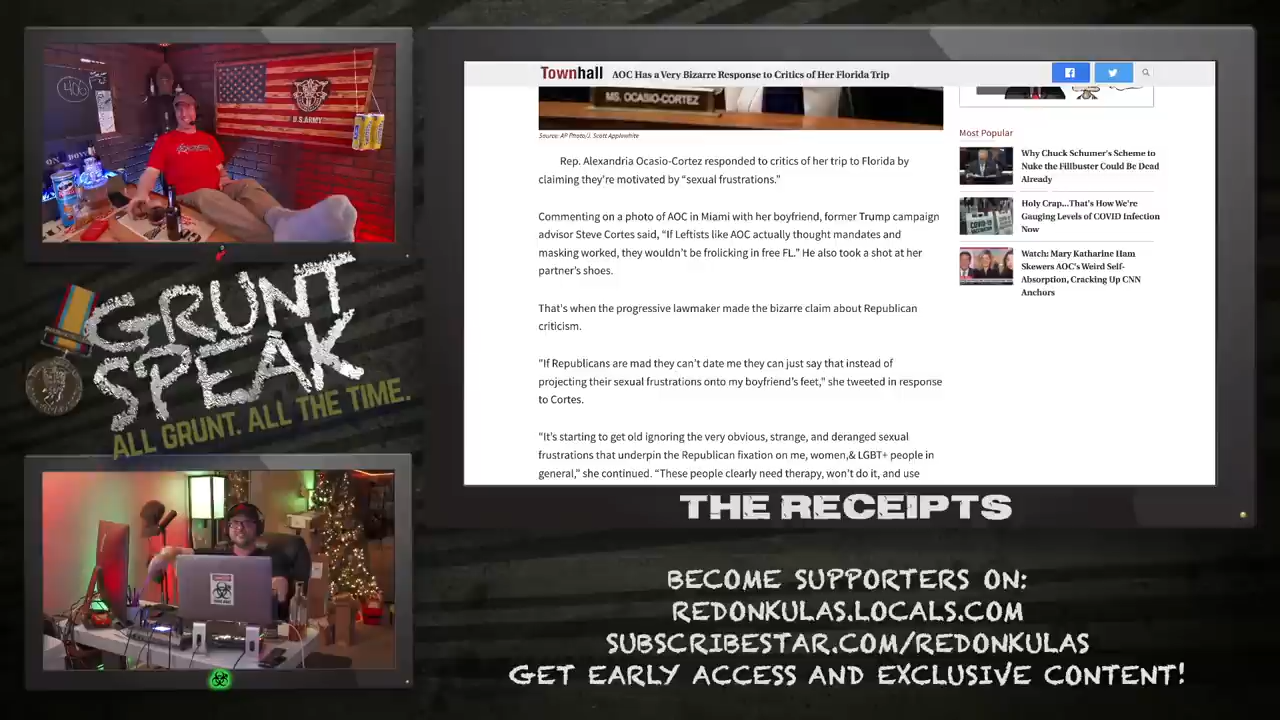 406
U.S. ARMY
GRUNT
SPEAK
ALL GRUNT. ALL THE TIME.
Townhall
AOC Has a Very Bizarre Response to Critics of Her Florida Trip
MS. OCASIO-CORTEZ
Source: AP Photo/J. Scott Applewhite
Rep. Alexandria Ocasio-Cortez responded to critics of her trip to Florida by
claiming they're motivated by “sexual frustrations.”
Commenting on a photo of AOC in Miami with her boyfriend, former Trump campaign
advisor Steve Cortes said, “If Leftists like AOC actually thought mandates and
masking worked, they wouldn't be frolicking in free FL.” He also took a shot at her
partner's shoes.
That's when the progressive lawmaker made the bizarre claim about Republican
criticism.
"If Republicans are mad they can't date me they can just say that instead of
projecting their sexual frustrations onto my boyfriend's feet," she tweeted in response
to Cortes.
"It's starting to get old ignoring the very obvious, strange, and deranged sexual
frustrations that underpin the Republican fixation on me, women,& LGBT+ people in
general," she continued. “These people clearly need therapy, won't do it, and use
Most Popular
Why Chuck Schumer's Scheme to
Nuke the Filibuster Could Be Dead
Already
Holy Crap...That's How We're
Gauging Levels of COVID Infection
Now
Watch: Mary Katharine Ham
Skewers AOC's Weird Self-
Absorption, Cracking Up CNN
Anchors
THE RECEIPTS
BECOME SUPPORTERS ON:
REDONKULAS.LOCALS.COM
SUBSCRIBESTAR.COM/REDONKULAS
GET EARLY ACCESS AND EXCLUSIVE CONTENT!